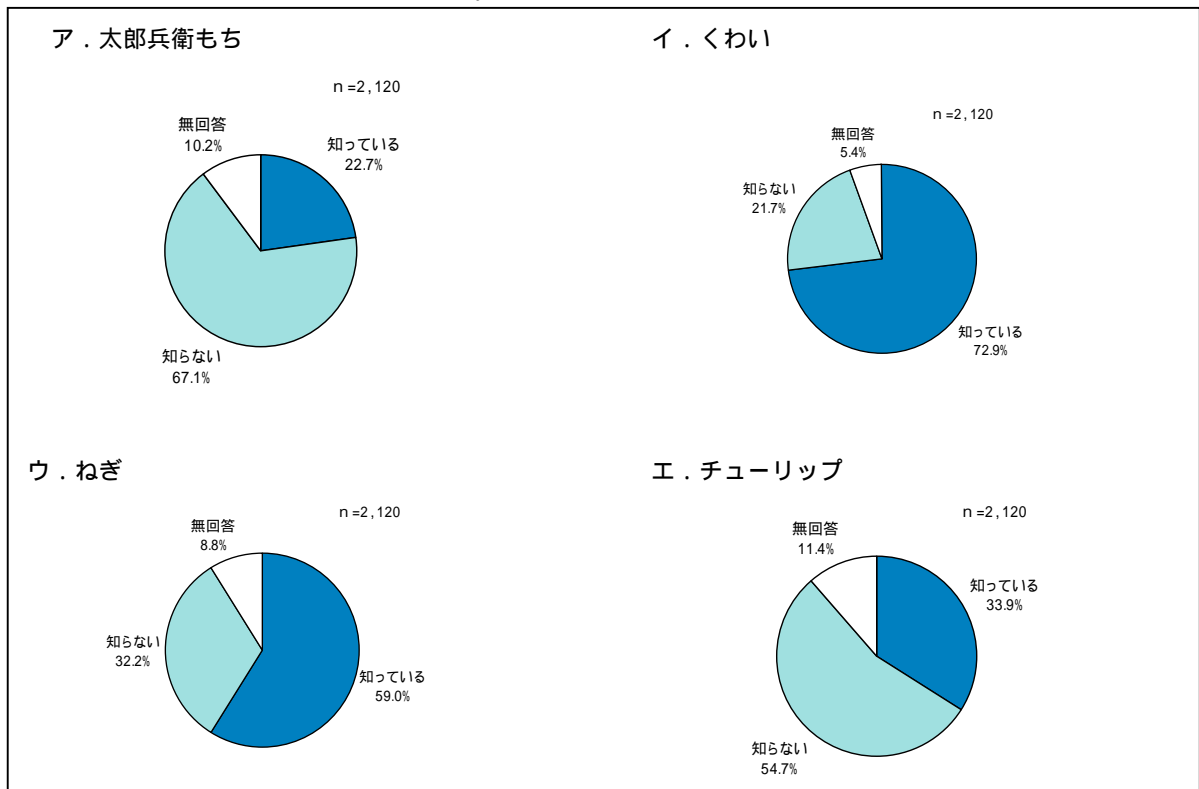 ア．太郎兵衛もち
n=2,120
無回答
10.2%
知っている
22.7%
知らない
67.1%
イ．くわい
n=2,120
無回答
5.4%
知らない
21.7%
知っている
72.9%
ウ．ねぎ
n=2,120
無回答
8.8%
知らない
32.2%
知っている
59.0%
エ．チューリップ
n=2,120
無回答
11.4%
知っている
33.9%
知らない
54.7%